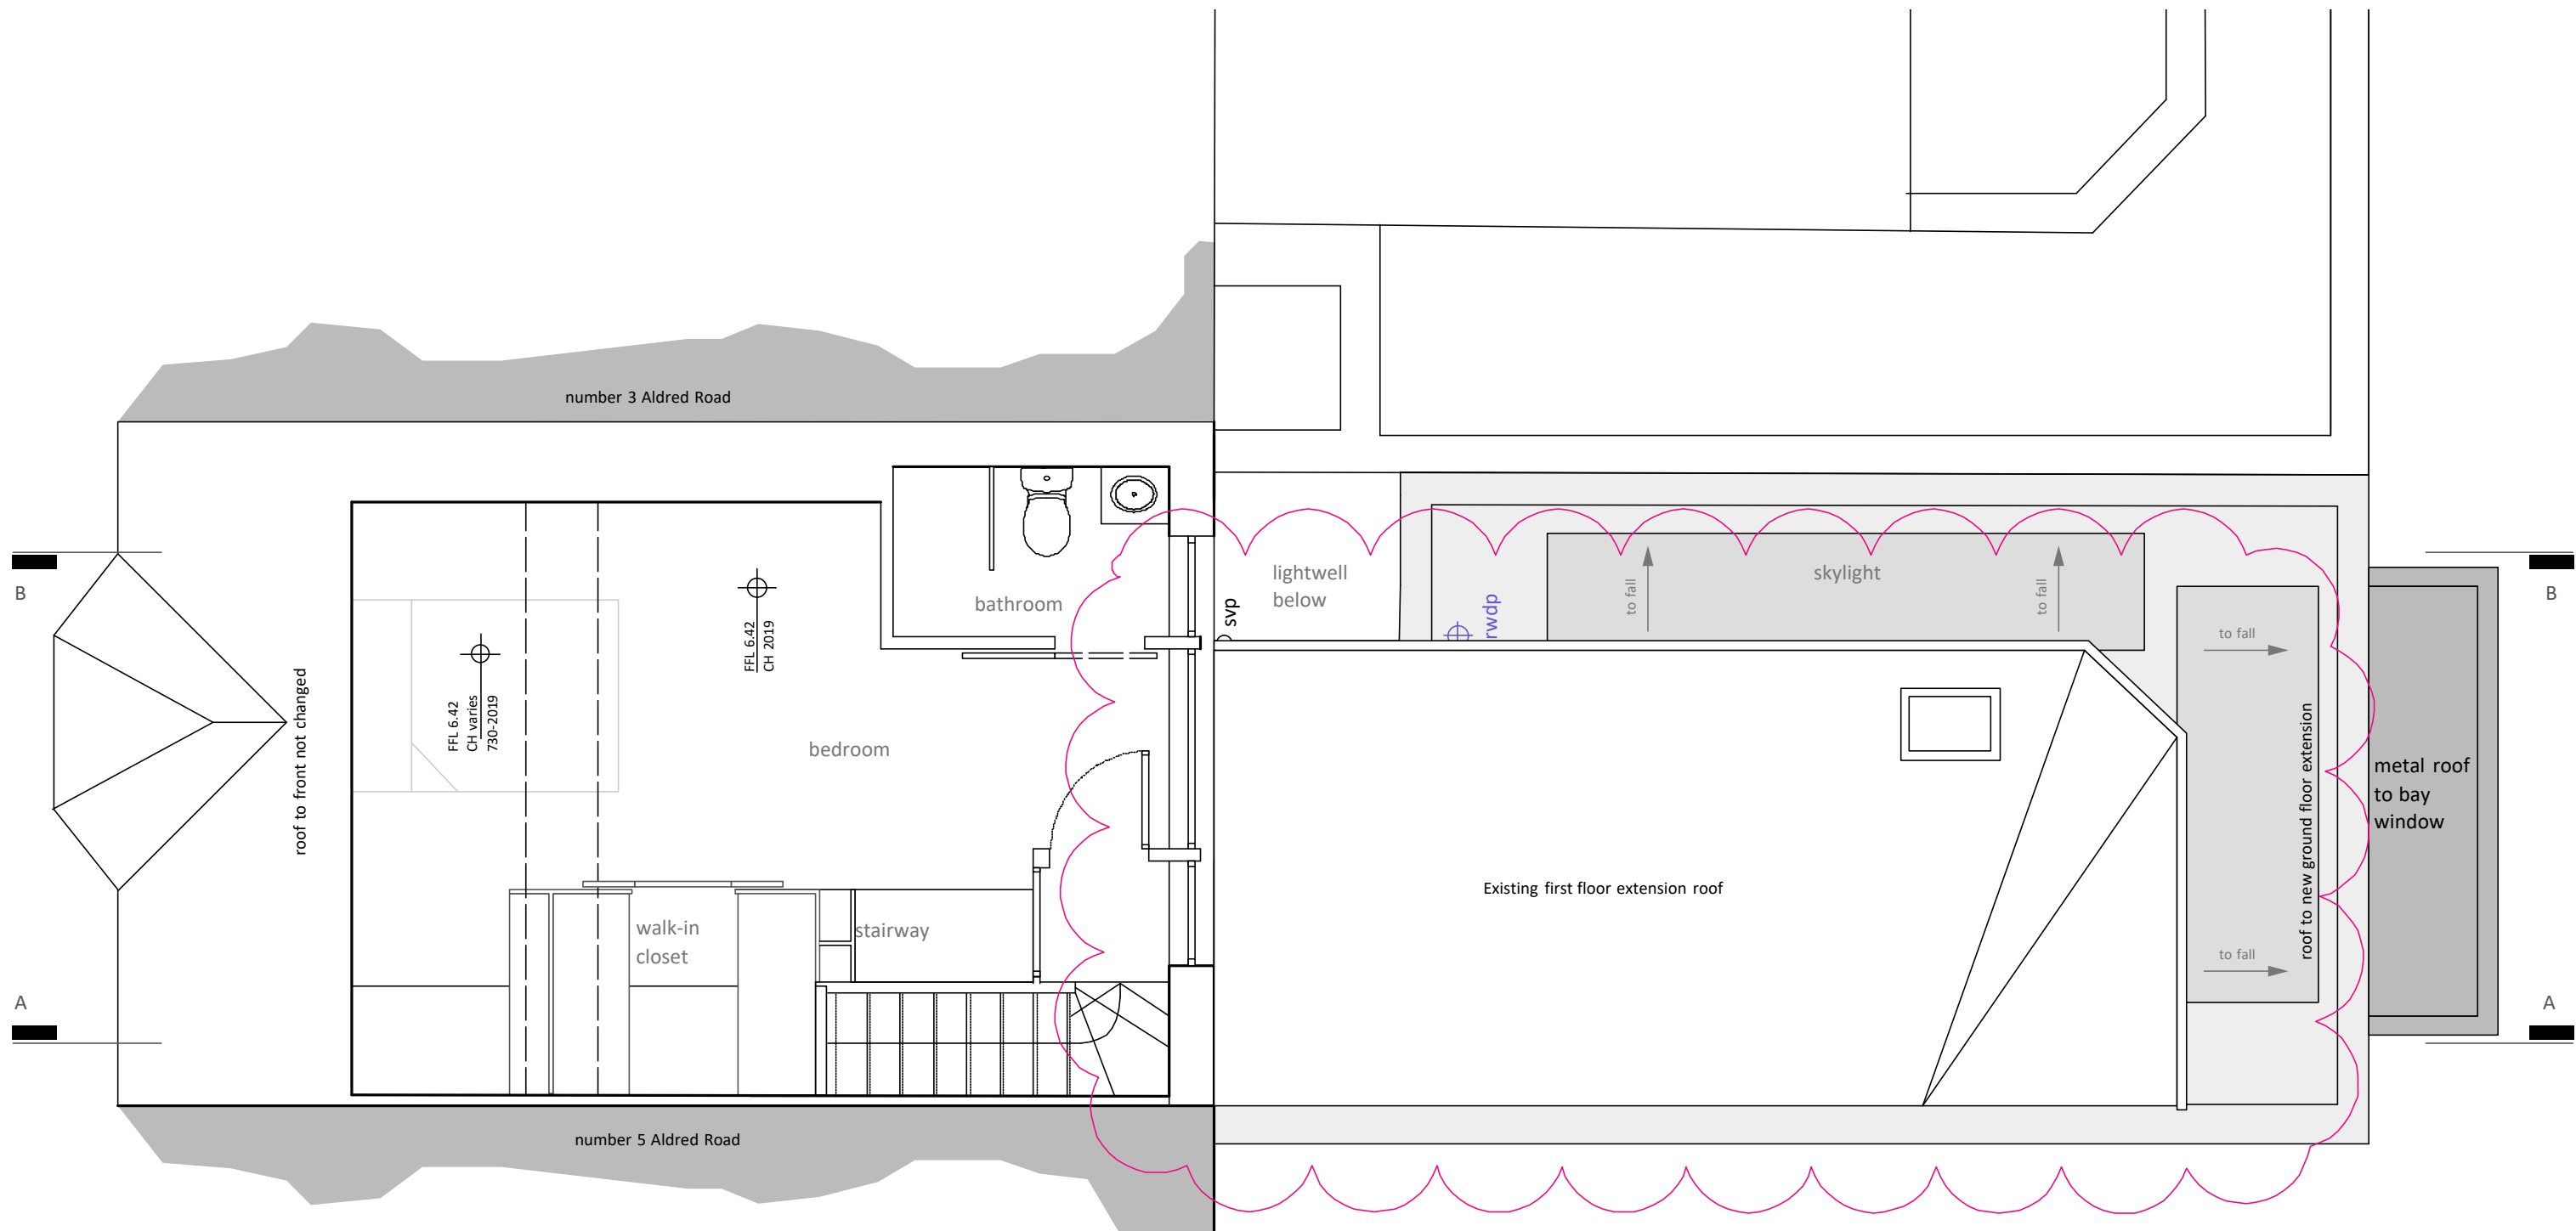 number 3 Aldred Road
B
roof to front not changed
FFL 6.42
CH varies
730-2019
FFL 6.42
CH 2019
bathroom
bedroom
walk-in
closet
stairway
svp
lightwell
below
rwdp
to fall
skylight
to fall
to fall
B
metal roof
to bay
window
roof to new ground floor extension
Existing first floor extension roof
to fall
A
A
number 5 Aldred Road